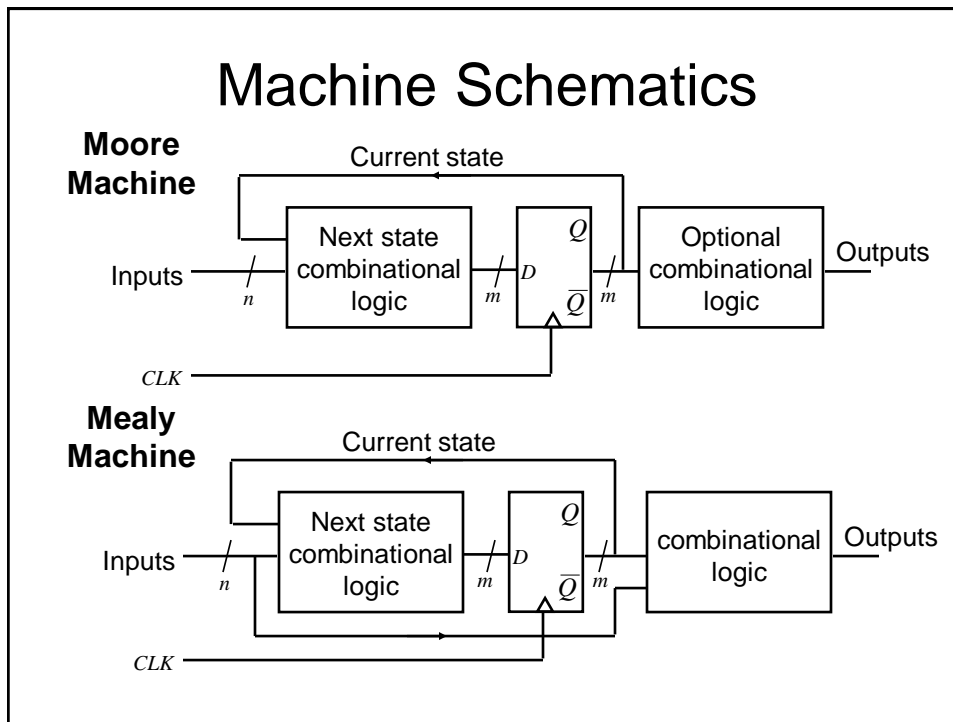 Machine Schematics
Moore
Machine
Current state
Next state
combinational
logic
Inputs
n
m
D
Q
Q̅
m
Optional
combinational
logic
Outputs
CLK
Mealy
Machine
Current state
Next state
combinational
logic
Inputs
n
m
D
Q
Q̅
m
combinational
logic
Outputs
CLK